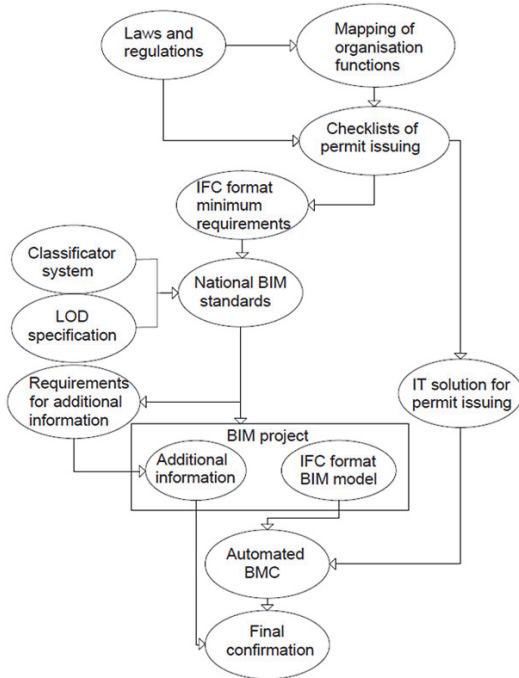 Laws and
regulations
Mapping of
organisation
functions
Checklists of
permit issuing
IFC format
minimum
requirements
Classificator
system
National BIM
standards
LOD
specification
Requirements
for additional
information
IT solution for
permit issuing
BIM project
Additional
information
IFC format
BIM model
Automated
BMC
Final
confirmation